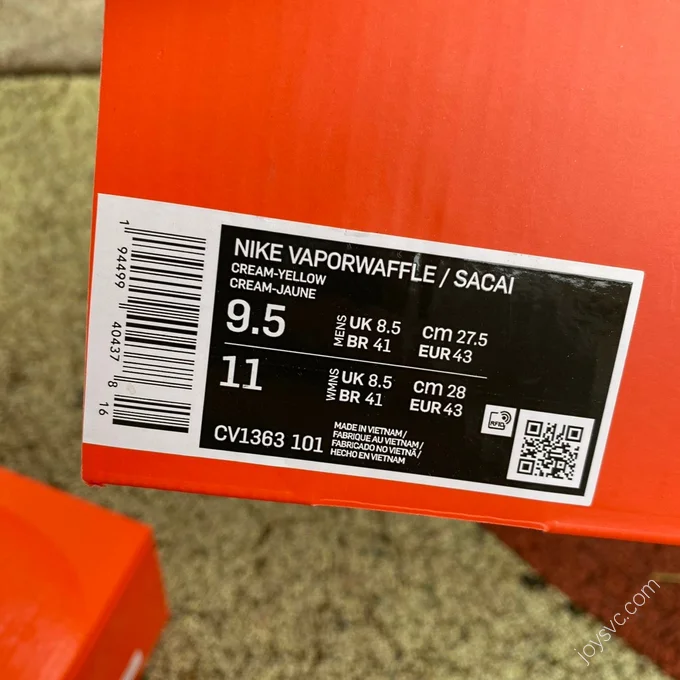 1
94499
40437
8
16
NIKE VAPORWAFFLE / SACAI
CREAM-YELLOW
CREAM-JAUNE
9.5
MENS
UK 8.5
BR 41
cm 27.5
EUR 43
11
WMNS
UK 8.5
BR 41
cm 28
EUR 43
CV1363 101
MADE IN VIETNAM/
FABRIQUE AU VIETNAM/
FABRICADO NO VIETNÃ/
HECHO EN VIETNAM
RFID
joysvc.com